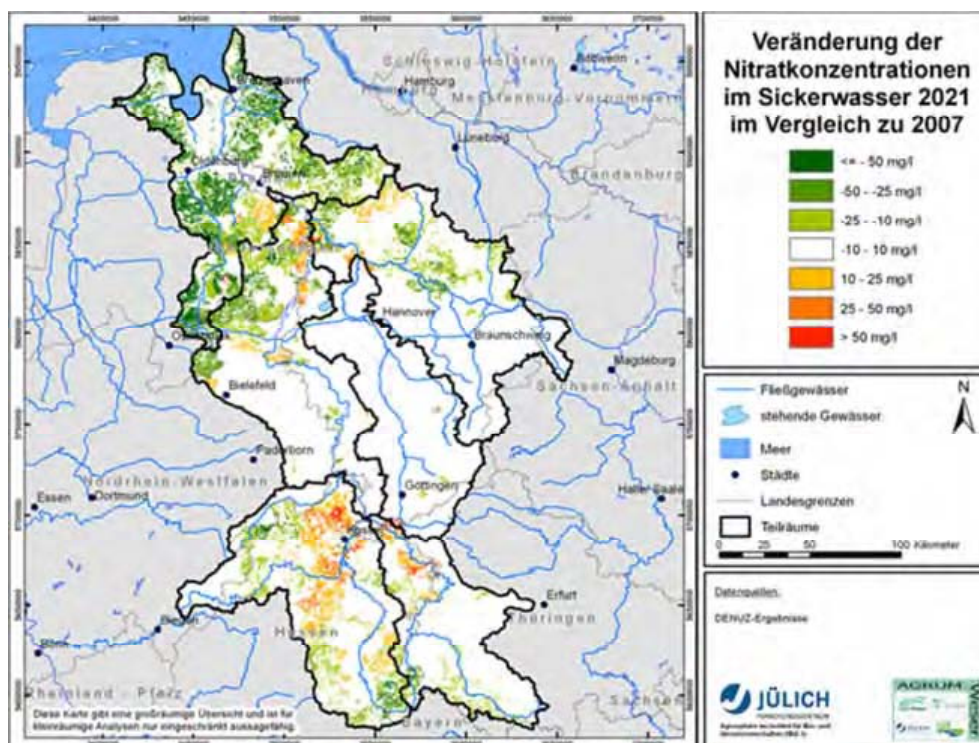 Veränderung der
Nitratkonzentrationen
im Sickerwasser 2021
im Vergleich zu 2007
<= - 50 mg/l
-50 - -25 mg/l
-25 - -10 mg/l
-10 - 10 mg/l
10 - 25 mg/l
25 - 50 mg/l
> 50 mg/l
Fließgewässer
stehende Gewässer
Meer
Städte
Landesgrenzen
Teilräume
N
0 25 50 100 Kilometer
Datenquellen:
DENUZ-Ergebnisse
JÜLICH
FORSCHUNGSZENTRUM
AGRUM
Schleswig-Holstein
Hamburg
Mecklenburg-Vorpommern
Lüneburg
Brandenburg
Oldenburg
Bremen
Hannover
Braunschweig
Magdeburg
Sachsen-Anhalt
Bielefeld
Paderborn
Nordrhein-Westfalen
Essen
Dortmund
Göttingen
Halle/Saale
Erfurt
Thüringen
Siegen
Hessen
Bonn
Rheinland-Pfalz
Bayern
Sachsen
Diese Karte gibt eine großräumige Übersicht und ist für
kleinräumige Analysen nur eingeschränkt aussagefähig.